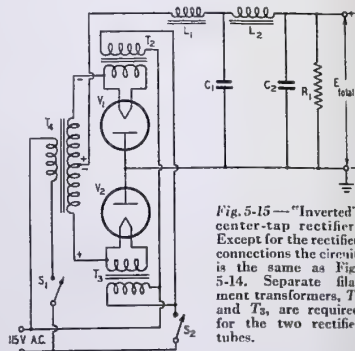 T2
L1
L2
+
V1
C1
C2
R1
E total
T4
V2
T3
S1
S2
115V A.C.
Fig. 5-15 — "Inverted"
center-tap rectifier.
Except for the rectifier
connections the circuit
is the same as Fig.
5-14. Separate fila-
ment transformers,
and T3, are required
for the two rectifier
tubes.